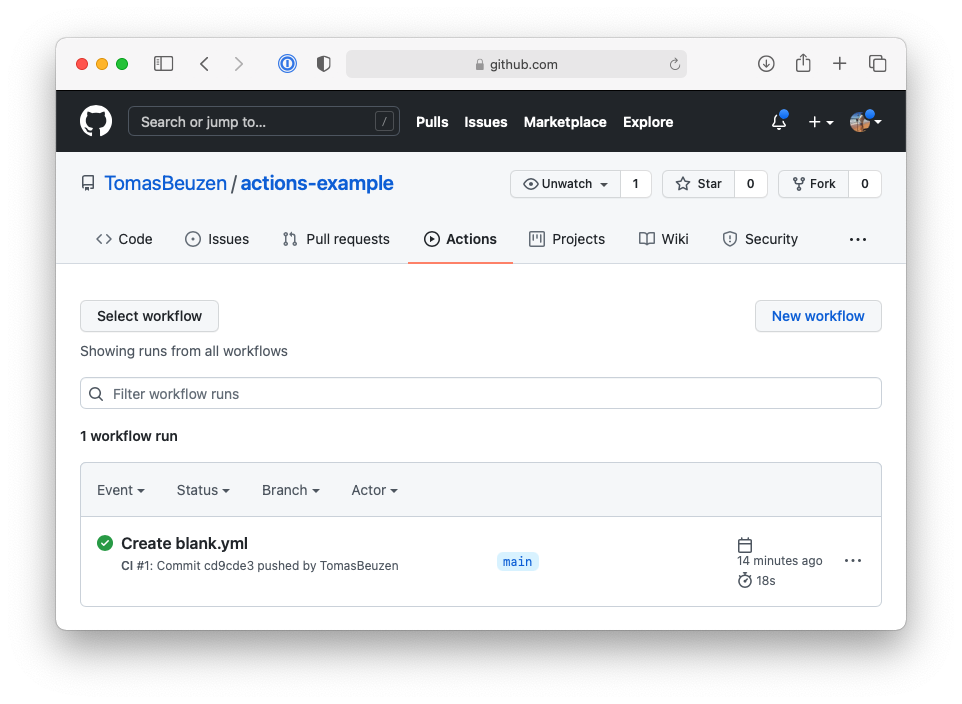 github.com
Search or jump to... /
Pulls Issues Marketplace Explore
TomasBeuzen / actions-example
Unwatch 1 Star 0 Fork 0
Code Issues Pull requests Actions Projects Wiki Security
Select workflow New workflow
Showing runs from all workflows
Filter workflow runs
1 workflow run
Event Status Branch Actor
Create blank.yml
CI #1: Commit cd9cde3 pushed by TomasBeuzen
main
14 minutes ago
18s